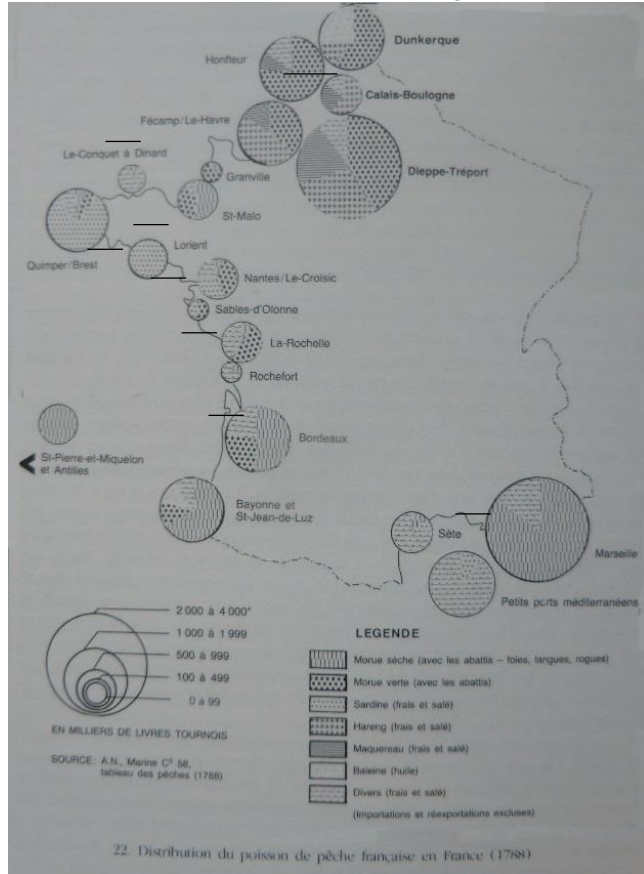 Dunkerque
Honfleur
Calais-Boulogne
Fécamp/Le-Havre
Le-Conquet à Dinard
Granville
Dieppe-Tréport
St-Malo
Lorient
Quimper/Brest
Nantes/Le-Croisic
Sables-d'Olonne
La-Rochelle
Rochefort
Bordeaux
St-Pierre-et-Miquelon
et Antilles
Bayonne et
St-Jean-de-Luz
Sète
Marseille
Petits ports méditerranéens
2 000 à 4 000*
1 000 à 1 999
500 à 999
100 à 499
0 à 99
EN MILLIERS DE LIVRES TOURNOIS
SOURCE: A.N., Marine C⁵ 58,
tableau des pêches (1788)
LEGENDE
Morue sèche (avec les abattis – foies, langues, rogues)
Morue verte (avec les abattis)
Sardine (frais et salé)
Hareng (frais et salé)
Maquereau (frais et salé)
Baleine (huile)
Divers (frais et salé)
(Importations et réexportations excluses)
22. Distribution du poisson de pêche française en France (1788)